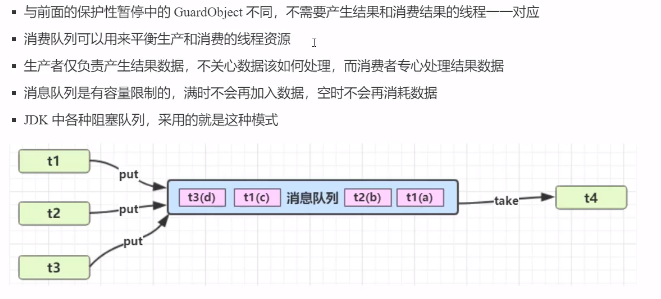 ▪ 与前面的保护性暂停中的 GuardObject 不同，不需要产生结果和消费结果的线程一一对应
▪ 消费队列可以用来平衡生产和消费的线程资源
▪ 生产者仅负责产生结果数据，不关心数据该如何处理，而消费者专心处理结果数据
▪ 消息队列是有容量限制的，满时不会再加入数据，空时不会再消耗数据
▪ JDK 中各种阻塞队列，采用的就是这种模式
t1
put
t2
put
t3
put
t3(d) t1(c) 消息队列 t2(b) t1(a)
take
t4